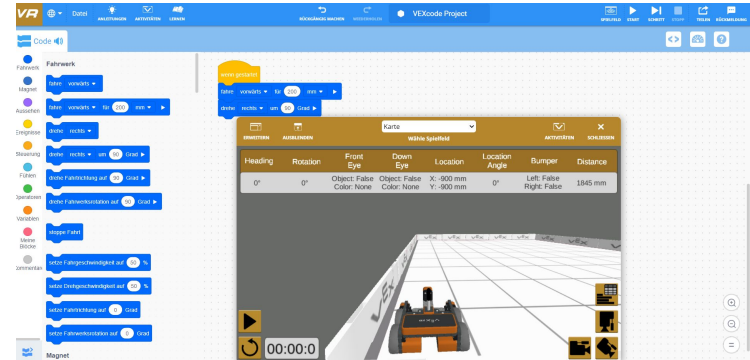 VR
Datei
ANLEITUNGEN
AKTIVITÄTEN
LERNEN
RÜCKGÄNGIG MACHEN
WIEDERHOLEN
VEXcode Project
SPIELFELD
START
SCHRITT
STOPP
TEILEN
RÜCKMELDUNG
Code
Fahrwerk
Magnet
Aussehen
Ereignisse
Steuerung
Fühlen
Operatoren
Variablen
Meine Blöcke
Kommentare
Fahrwerk
fahre vorwärts
fahre vorwärts für 200 mm
drehe rechts
drehe rechts um 90 Grad
drehe Fahrtrichtung auf 90 Grad
drehe Fahrwerksrotation auf 90 Grad
stoppe Fahrt
setze Fahrgeschwindigkeit auf 50 %
setze Drehgeschwindigkeit auf 50 %
setze Fahrtrichtung auf 0 Grad
setze Fahrwerksrotation auf 0 Grad
Magnet
wenn gestartet
fahre vorwärts für 200 mm
drehe rechts um 90 Grad
ERWEITERN
AUSBLENDEN
Karte
Wähle Spielfeld
AKTIVITÄTEN
SCHLIESSEN
Heading Rotation Front Eye Down Eye Location Location Angle Bumper Distance
0° 0° Object: False Object: False X: -900 mm 0° Left: False 1845 mm
Color: None Color: None Y: -900 mm Right: False
VEX
00:00:0